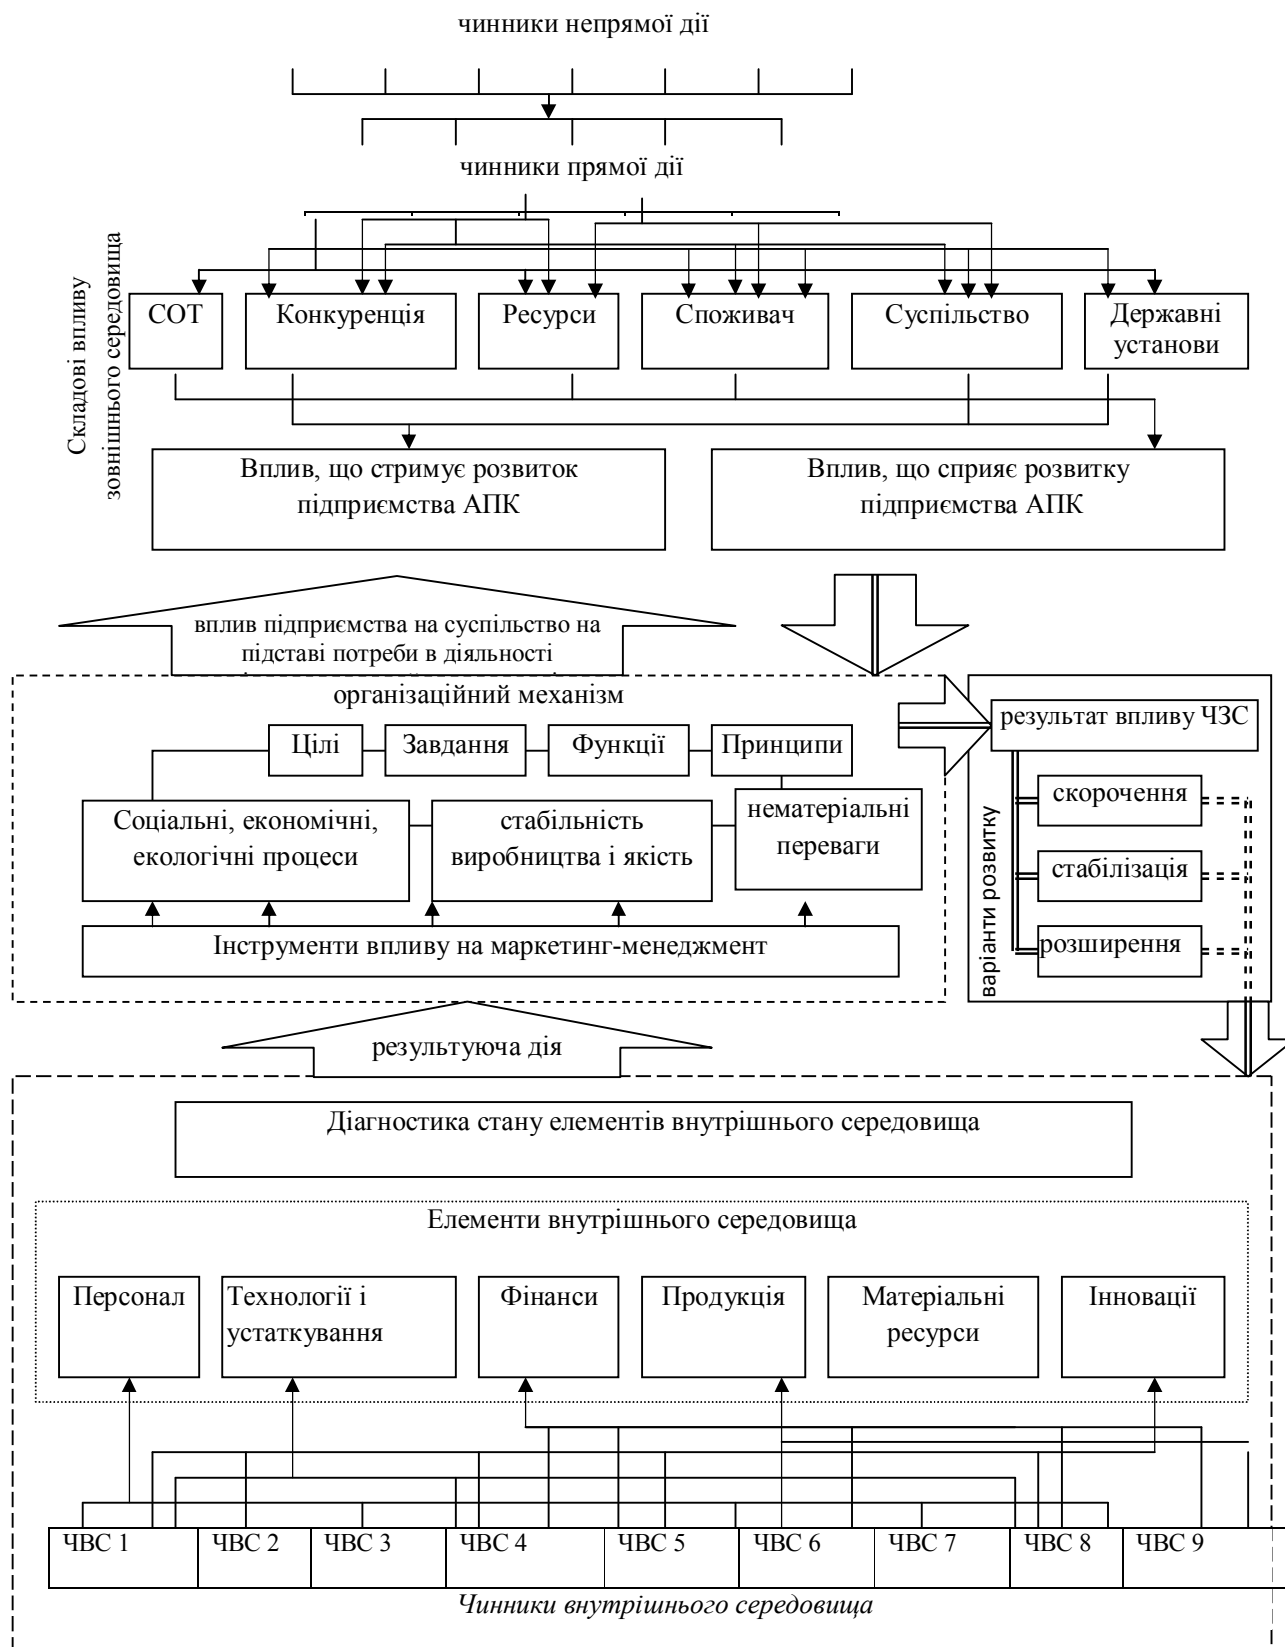 чинники непрямої дії
чинники прямої дії
Складові впливу
зовнішнього середовища
СОТ
Конкуренція
Ресурси
Споживач
Суспільство
Державні
установи
Вплив, що стримує розвиток
підприємства АПК
Вплив, що сприяє розвитку
підприємства АПК
вплив підприємства на суспільство на
підставі потреби в діяльності
організаційний механізм
Цілі
Завдання
Функції
Принципи
Соціальні, економічні,
екологічні процеси
стабільність
виробництва і якість
нематеріальні
переваги
Інструменти впливу на маркетинг-менеджмент
результат впливу ЧЗС
варіанти розвитку
скорочення
стабілізація
розширення
результуюча дія
Діагностика стану елементів внутрішнього середовища
Елементи внутрішнього середовища
Персонал
Технології і
устаткування
Фінанси
Продукція
Матеріальні
ресурси
Інновації
ЧВС 1
ЧВС 2
ЧВС 3
ЧВС 4
ЧВС 5
ЧВС 6
ЧВС 7
ЧВС 8
ЧВС 9
Чинники внутрішнього середовища